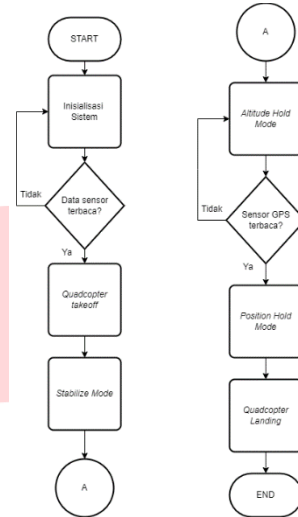 START
Inisialisasi
Sistem
Tidak
Data sensor
terbaca?
Ya
Quadcopter
takeoff
Stabilize Mode
A
A
Altitude Hold
Mode
Tidak
Sensor GPS
terbaca?
Ya
Position Hold
Mode
Quadcopter
Landing
END